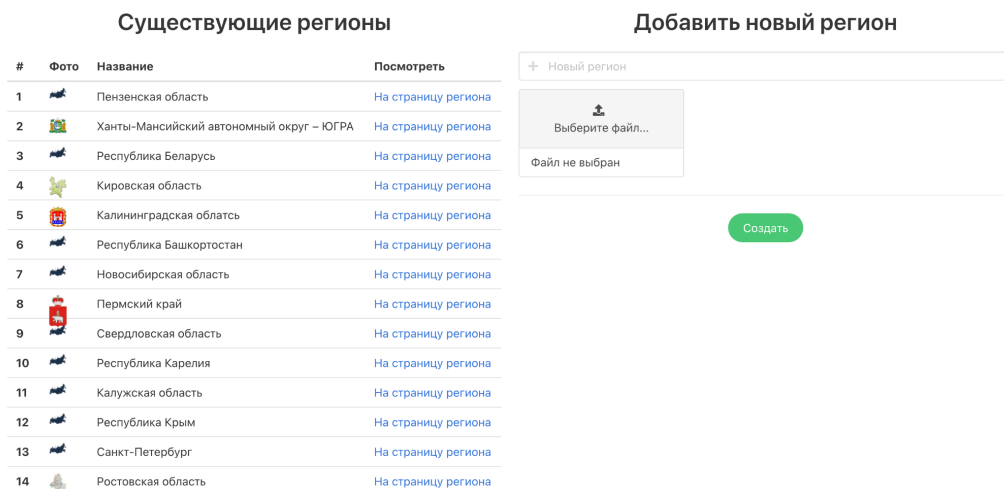 Существующие регионы
# Фото Название Посмотреть
1 Пензенская область На страницу региона
2 Ханты-Мансийский автономный округ – ЮГРА На страницу региона
3 Республика Беларусь На страницу региона
4 Кировская область На страницу региона
5 Калининградская облатсь На страницу региона
6 Республика Башкортостан На страницу региона
7 Новосибирская область На страницу региона
8 Пермский край На страницу региона
9 Свердловская область На страницу региона
10 Республика Карелия На страницу региона
11 Калужская область На страницу региона
12 Республика Крым На страницу региона
13 Санкт-Петербург На страницу региона
14 Ростовская область На страницу региона
Добавить новый регион
Новый регион
Выберите файл...
Файл не выбран
Создать